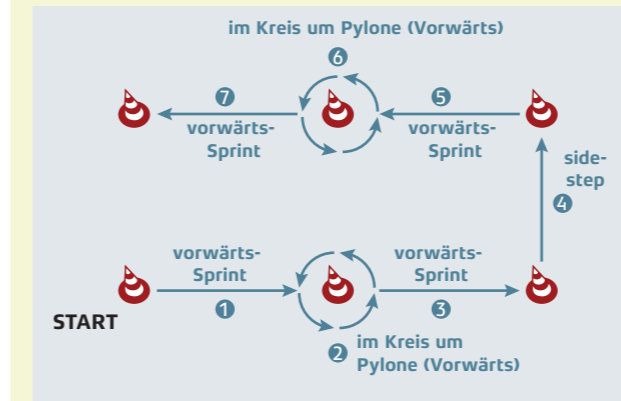 im Kreis um Pylone (Vorwärts)
6
7
5
vorwärts-
Sprint
vorwärts-
Sprint
side-
step
4
vorwärts-
Sprint
vorwärts-
Sprint
1
3
START
2 im Kreis um
Pylone (Vorwärts)